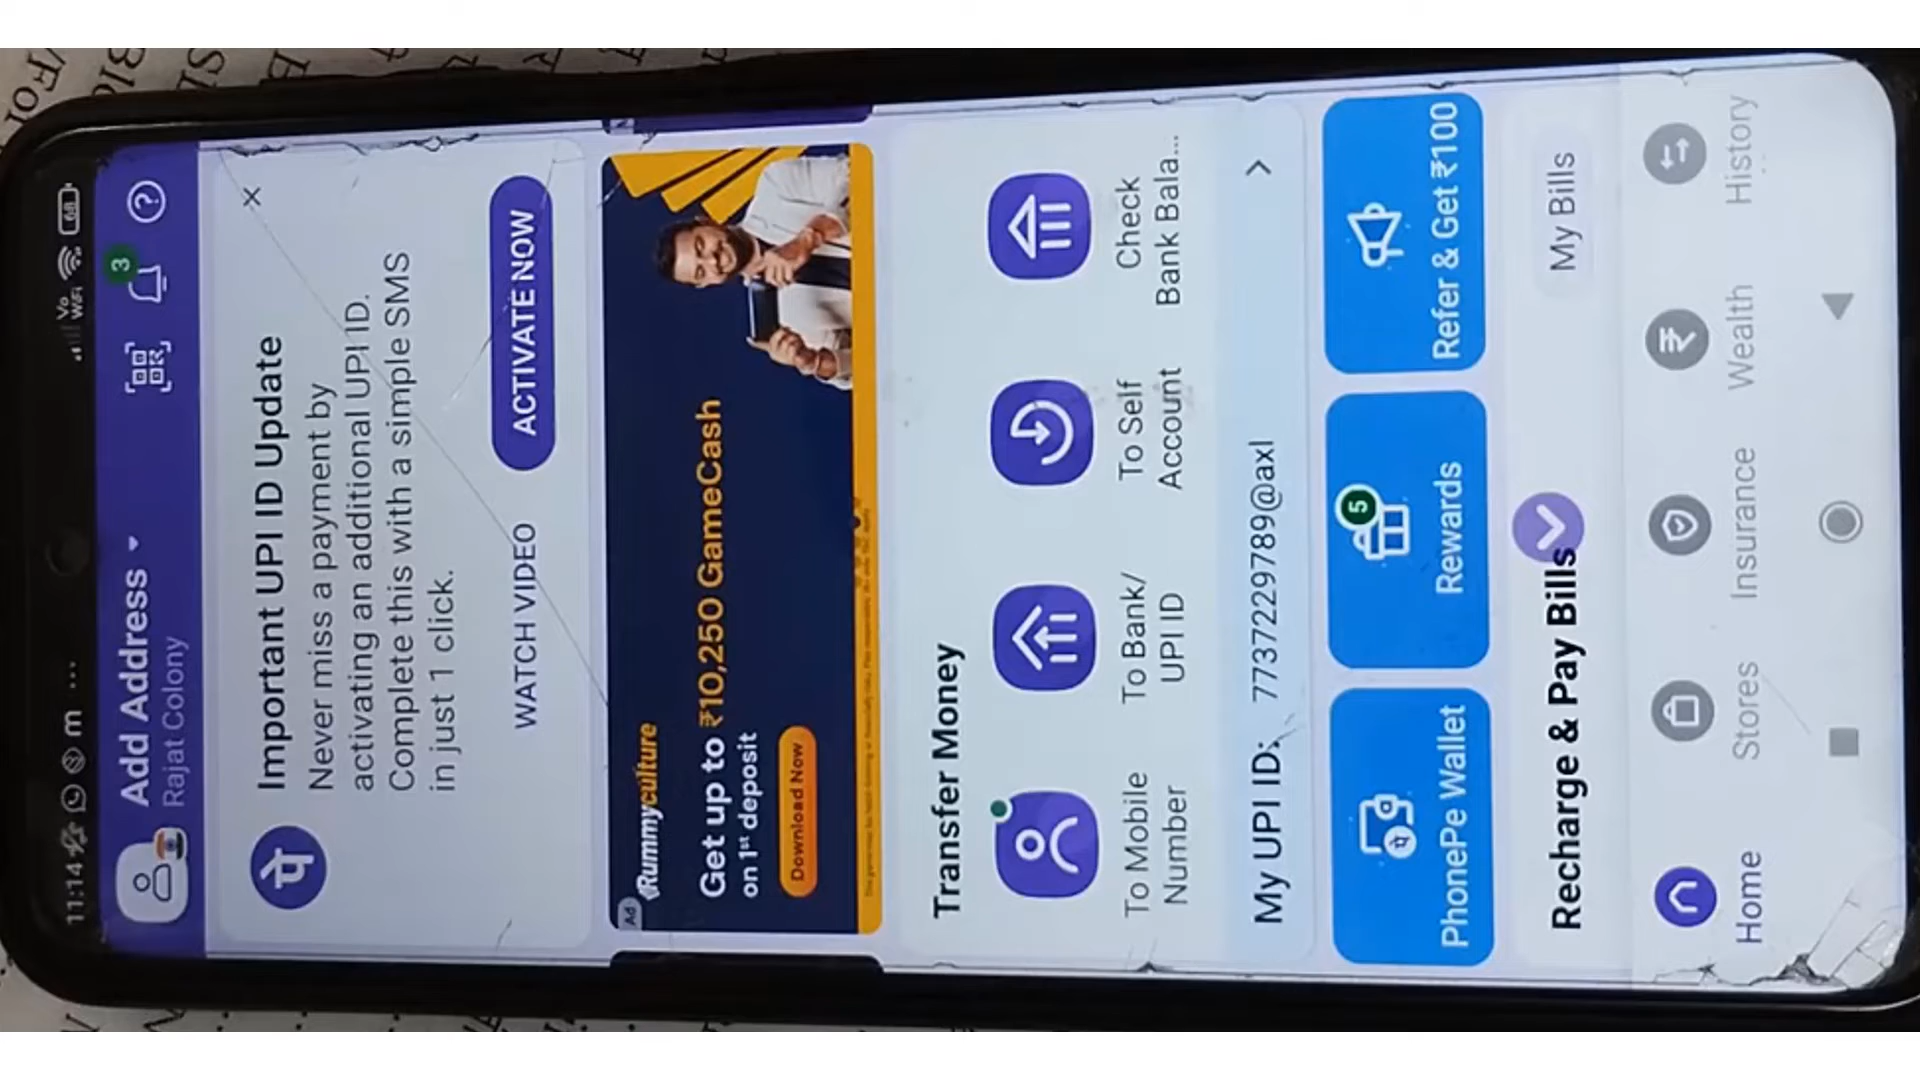 11:14 m ...
Vo
WiFi
68
Add Address
Rajat Colony
3
?
पे
Important UPI ID Update
Never miss a payment by
activating an additional UPI ID.
Complete this with a simple SMS
in just 1 click.
×
WATCH VIDEO
ACTIVATE NOW
Ad
Rummyculture
Get up to ₹10,250 GameCash
on 1st deposit
Download Now
Transfer Money
To Mobile
Number
To Bank/
UPI ID
To Self
Account
Check
Bank Bala...
My UPI ID: 7737229789@axl
PhonePe Wallet
5
Rewards
Refer & Get ₹100
Recharge & Pay Bills
My Bills
Home
Stores
Insurance
Wealth
History